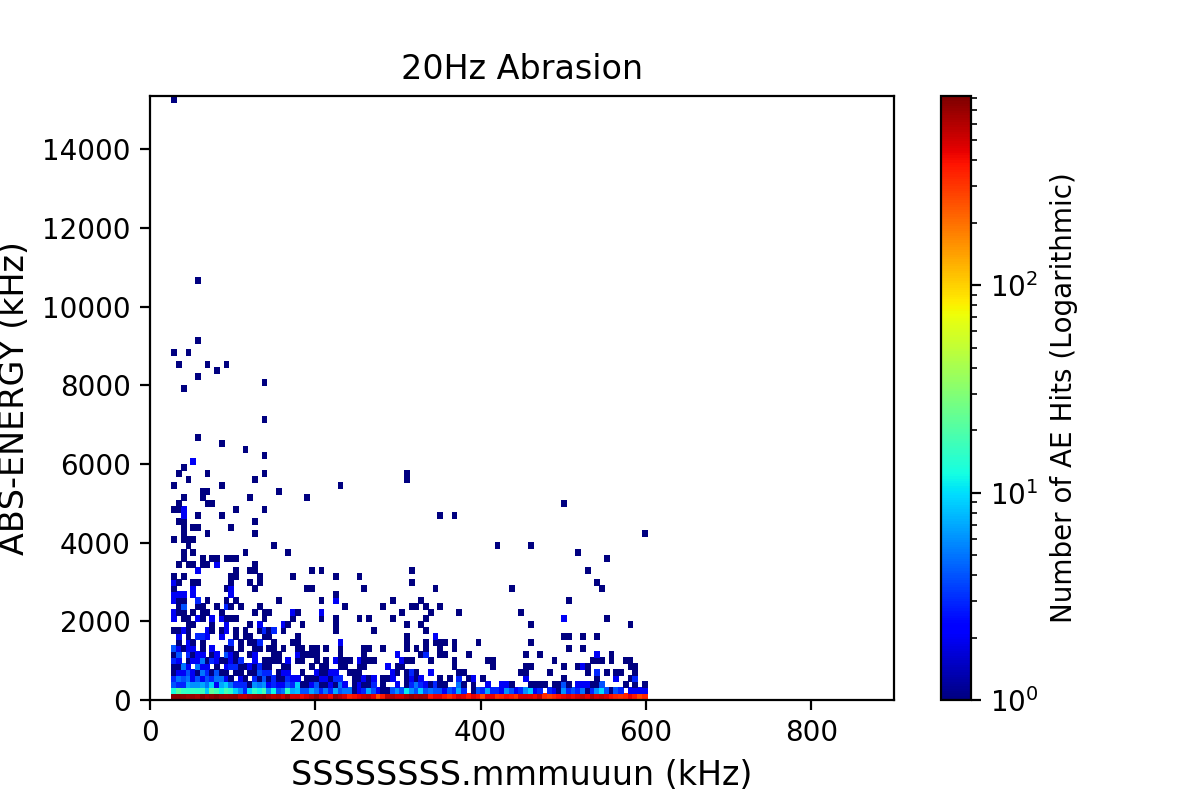 20Hz Abrasion
14000
12000
10000
8000
6000
4000
2000
0
ABS-ENERGY (kHz)
0 200 400 600 800
SSSSSSSS.mmmuuun (kHz)
10²
10¹
10⁰
Number of AE Hits (Logarithmic)